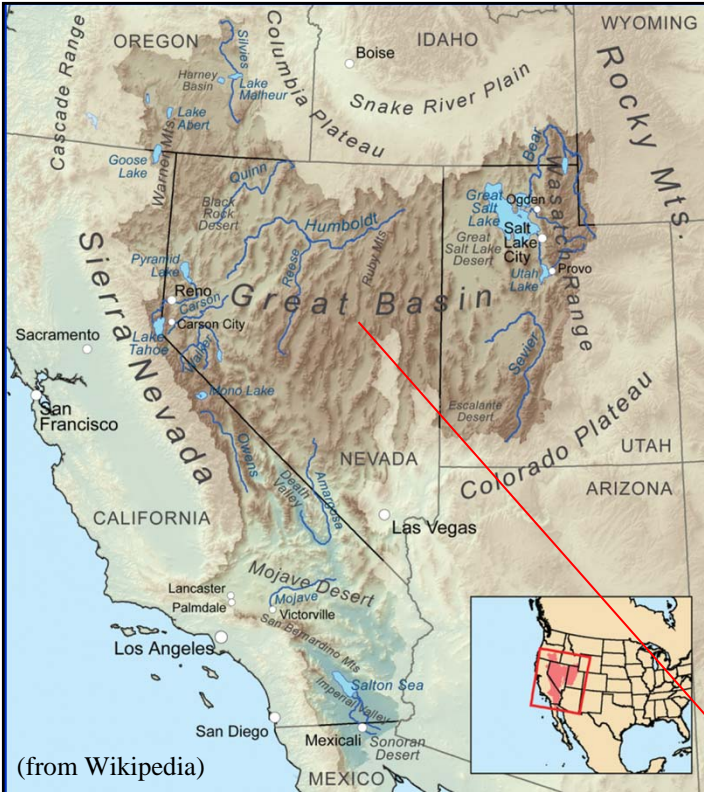 WYOMING
OREGON
IDAHO
Boise
Cascade Range
Silvies
Columbia Plateau
Harney
Basin
Lake
Malheur
Snake River Plain
Rocky Mts.
Lake
Abert
Warner Mts.
Goose
Lake
Quinn
Bear
Black
Rock
Desert
Humboldt
Great
Salt
Lake
Ogden
Wasatch Range
Great
Salt Lake
Desert
Salt
Lake
City
Ruby Mts.
Reese
Pyramid
Lake
Utah
Lake
Provo
Reno
Carson
Great Basin
Carson City
Lake
Tahoe
Walker
Sacramento
Sierra Nevada
Sevier
Mono Lake
San
Francisco
Escalante
Desert
Colorado Plateau
UTAH
Owens
NEVADA
ARIZONA
Death
Valley
Amargosa
CALIFORNIA
Las Vegas
Mojave Desert
Lancaster
Palmdale
Mojave
Victorville
San Bernardino Mts
Los Angeles
Salton Sea
Imperial Valley
San Diego
Mexicali
Sonoran
Desert
(from Wikipedia)
MEXICO